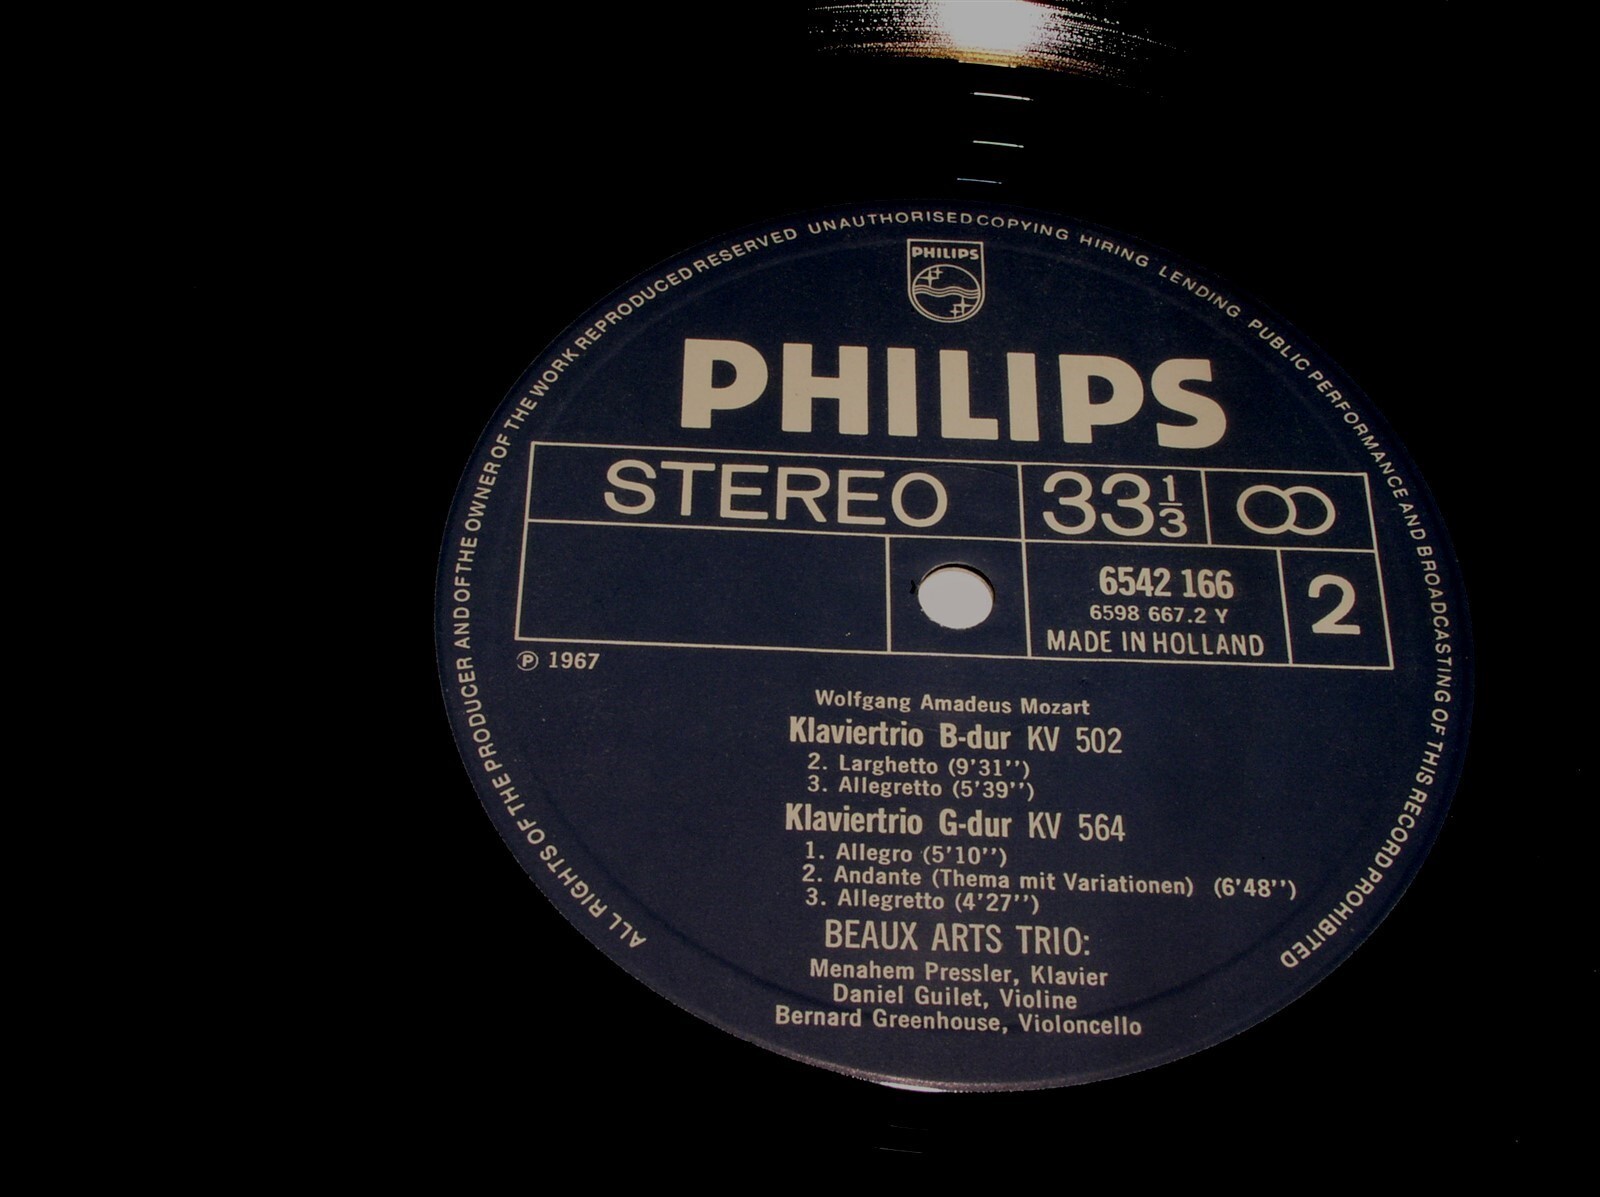 ALL RIGHTS OF THE PRODUCER AND OF THE OWNER OF THE WORK REPRODUCED RESERVED UNAUTHORISED COPYING HIRING LENDING PUBLIC PERFORMANCE AND BROADCASTING OF THIS RECORD PROHIBITED
PHILIPS
PHILIPS
STEREO 33 1/3
6542 166
6598 667.2 Y
MADE IN HOLLAND
2
℗ 1967
Wolfgang Amadeus Mozart
Klaviertrio B-dur KV 502
2. Larghetto (9'31'')
3. Allegretto (5'39'')
Klaviertrio G-dur KV 564
1. Allegro (5'10'')
2. Andante (Thema mit Variationen) (6'48'')
3. Allegretto (4'27'')
BEAUX ARTS TRIO:
Menahem Pressler, Klavier
Daniel Guilet, Violine
Bernard Greenhouse, Violoncello